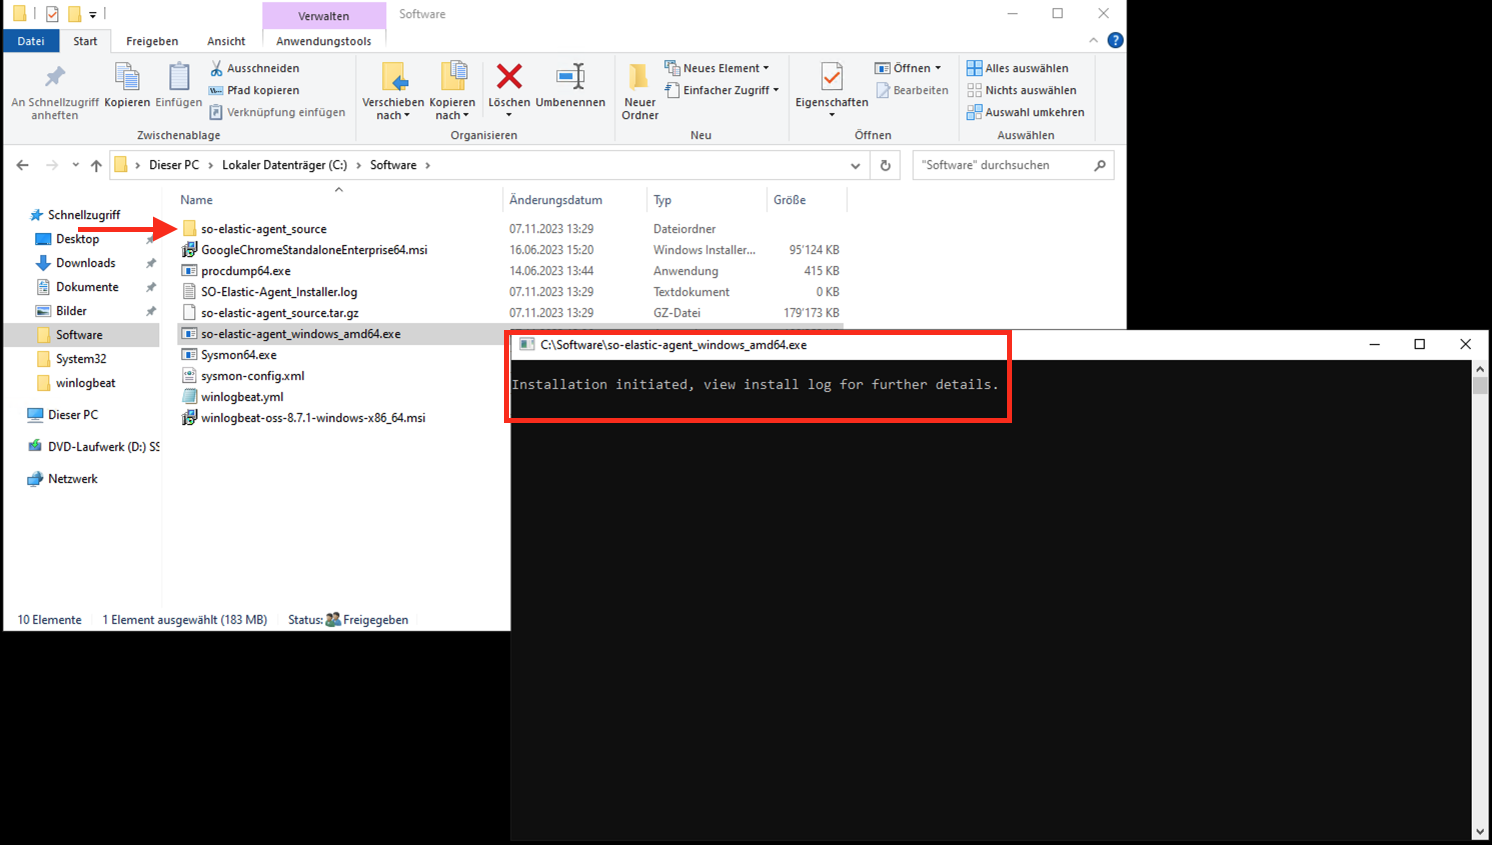 Verwalten
Software
Datei
Start
Freigeben
Ansicht
Anwendungstools
An Schnellzugriff
anheften
Kopieren
Einfügen
Ausschneiden
Pfad kopieren
Verknüpfung einfügen
Zwischenablage
Verschieben
nach
Kopieren
nach
Löschen
Umbenennen
Organisieren
Neuer
Ordner
Neues Element
Einfacher Zugriff
Neu
Eigenschaften
Öffnen
Bearbeiten
Öffnen
Alles auswählen
Nichts auswählen
Auswahl umkehren
Auswählen
Dieser PC > Lokaler Datenträger (C:) > Software >
"Software" durchsuchen
Schnellzugriff
Desktop
Downloads
Dokumente
Bilder
Software
System32
winlogbeat
Dieser PC
DVD-Laufwerk (D:) SS
Netzwerk
Name Änderungsdatum Typ Größe
so-elastic-agent_source 07.11.2023 13:29 Dateiordner
GoogleChromeStandaloneEnterprise64.msi 16.06.2023 15:20 Windows Installer... 95'124 KB
procdump64.exe 14.06.2023 13:44 Anwendung 415 KB
SO-Elastic-Agent_Installer.log 07.11.2023 13:29 Textdokument 0 KB
so-elastic-agent_source.tar.gz 07.11.2023 13:29 GZ-Datei 179'173 KB
so-elastic-agent_windows_amd64.exe
Sysmon64.exe
sysmon-config.xml
winlogbeat.yml
winlogbeat-oss-8.7.1-windows-x86_64.msi
10 Elemente
1 Element ausgewählt (183 MB)
Status: Freigegeben
C:\Software\so-elastic-agent_windows_amd64.exe
Installation initiated, view install log for further details.